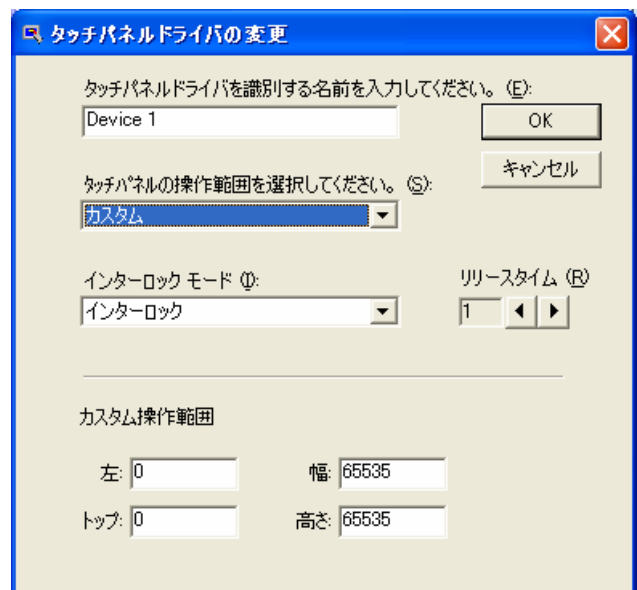 タッチパネルドライバの変更
タッチパネルドライバを識別する名前を入力してください。(E):
Device 1
OK
キャンセル
タッチパネルの操作範囲を選択してください。(S):
カスタム
インターロック モード (I):
リリースタイム (R)
インターロック
1
カスタム操作範囲
左: 0
幅: 65535
トップ: 0
高さ: 65535